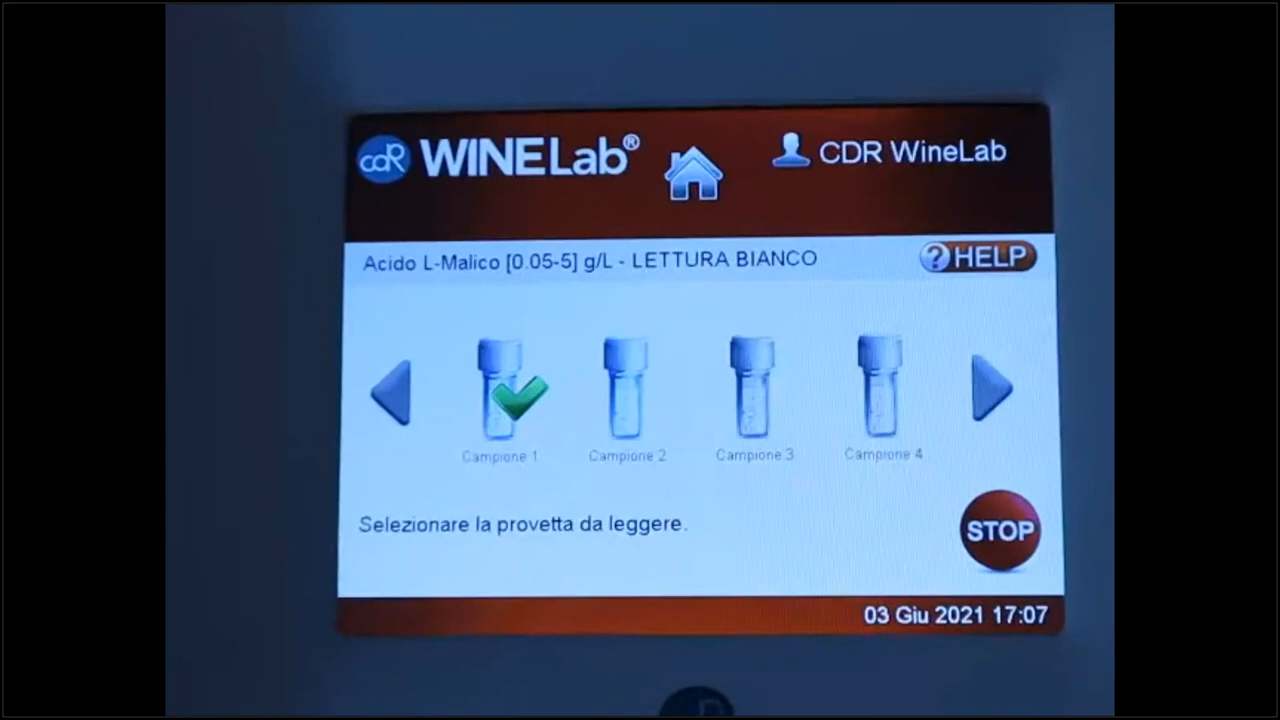 cdR WINELab®
CDR WineLab
Acido L-Malico [0.05-5] g/L - LETTURA BIANCO
? HELP
Campione 1
Campione 2
Campione 3
Campione 4
Selezionare la provetta da leggere.
STOP
03 Giu 2021 17:07